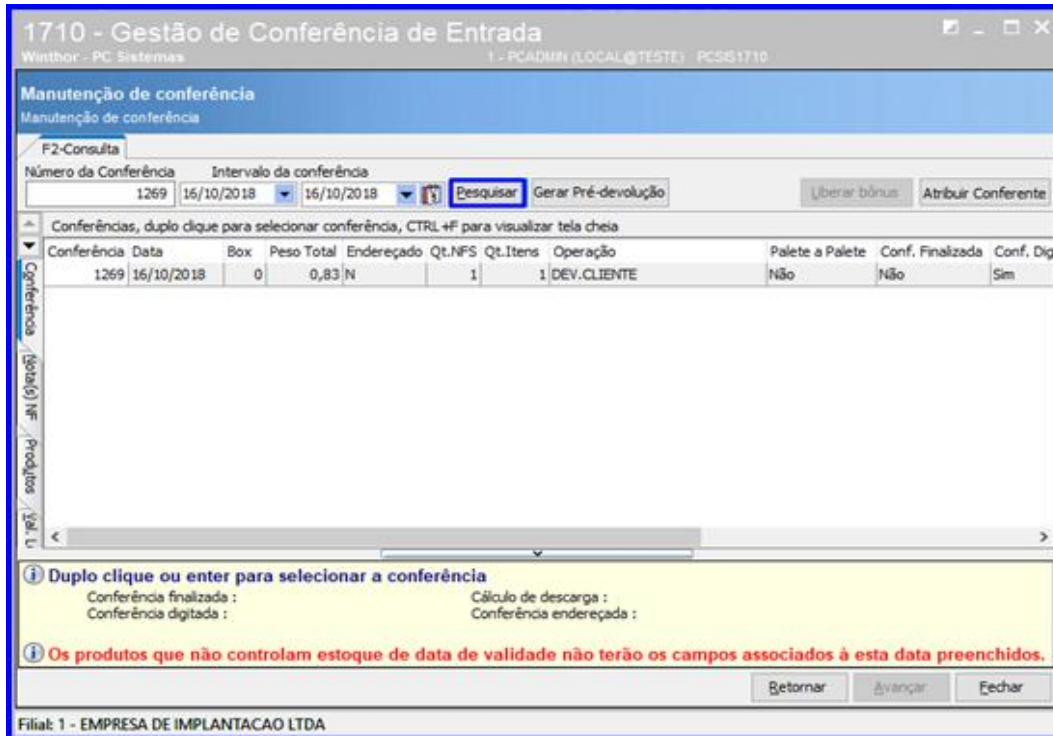 1710 - Gestão de Conferência de Entrada
Winthor - PC Sistemas 1 - PCADMIN (LOCAL@TESTE) PCSIS1710
Manutenção de conferência
Manutenção de conferência
F2-Consulta
Número da Conferência Intervalo da conferência
1269 16/10/2018 16/10/2018 Pesquisar Gerar Pré-devolução Liberar bônus Atribuir Conferente
Conferências, duplo clique para selecionar conferência, CTRL +F para visualizar tela cheia
Conferência Data Box Peso Total Endereçado Qt.NFS Qt.Itens Operação Palete a Palete Conf. Finalizada Conf. Dig
1269 16/10/2018 0 0,83 N 1 1 DEV.CLIENTE Não Não Sim
Conferência
Nota(s) NF
Produtos
Val. L
Duplo clique ou enter para selecionar a conferência
Conferência finalizada : Cálculo de descarga :
Conferência digitada : Conferência endereçada :
Os produtos que não controlam estoque de data de validade não terão os campos associados à esta data preenchidos.
Retornar Avançar Fechar
Filial: 1 - EMPRESA DE IMPLANTACAO LTDA